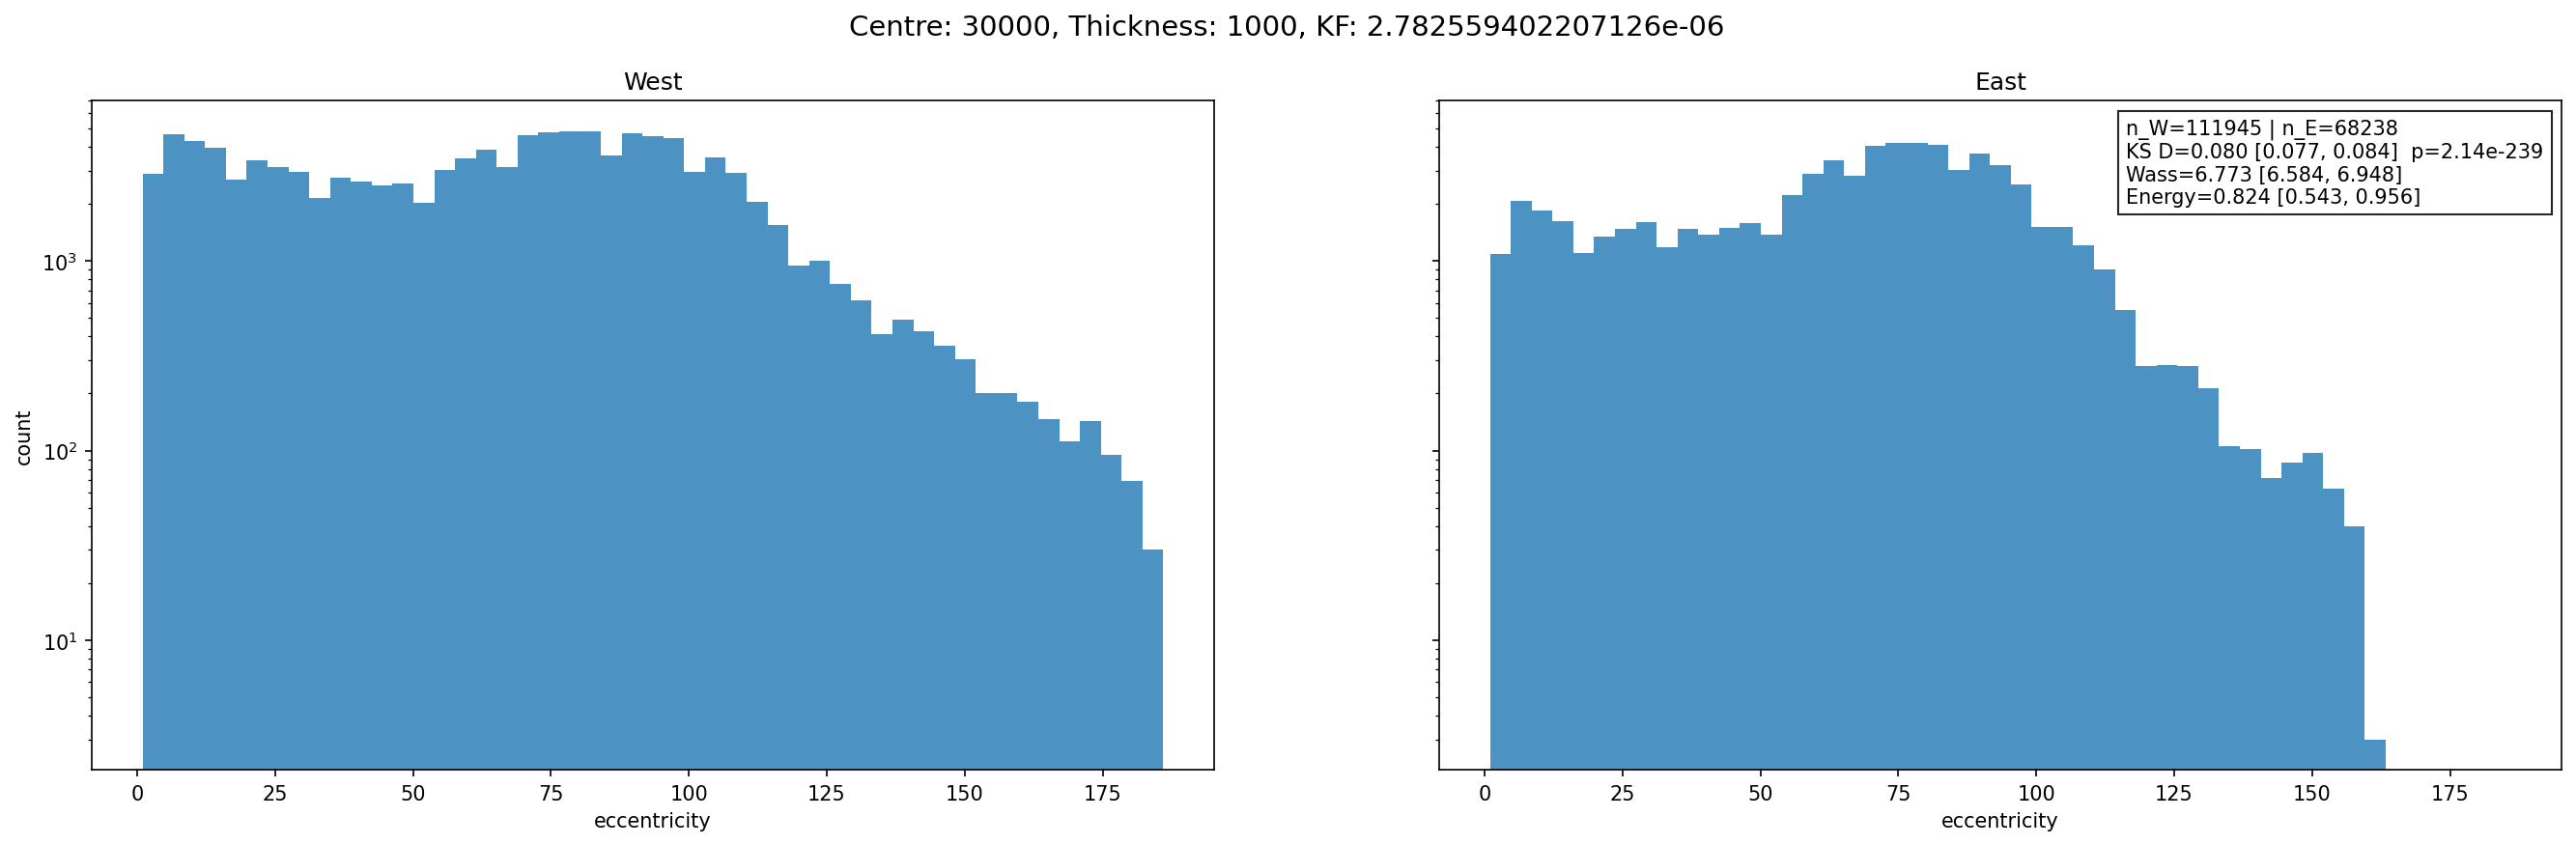 Centre: 30000, Thickness: 1000, KF: 2.782559402207126e-06
West
East
n_W=111945 | n_E=68238
KS D=0.080 [0.077, 0.084]  p=2.14e-239
Wass=6.773 [6.584, 6.948]
Energy=0.824 [0.543, 0.956]
10³
10²
10¹
count
0 25 50 75 100 125 150 175
eccentricity
0 25 50 75 100 125 150 175
eccentricity